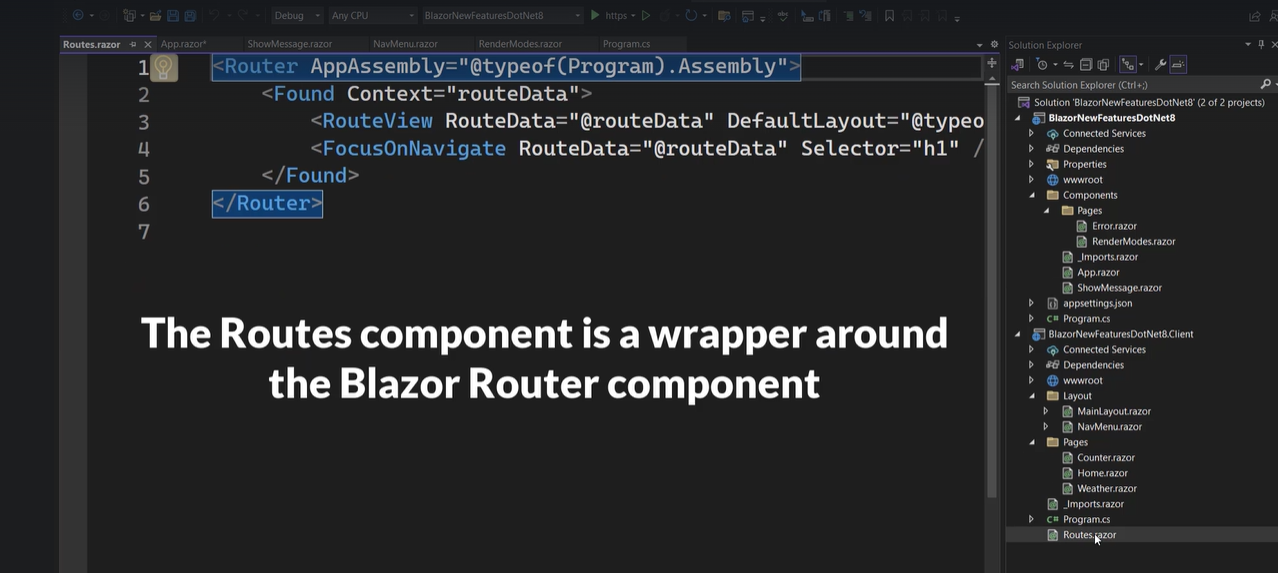 Debug
Any CPU
BlazorNewFeaturesDotNet8
https
Routes.razor
App.razor*
ShowMessage.razor
NavMenu.razor
RenderModes.razor
Program.cs
1 <Router AppAssembly="@typeof(Program).Assembly">
2 <Found Context="routeData">
3 <RouteView RouteData="@routeData" DefaultLayout="@typeo
4 <FocusOnNavigate RouteData="@routeData" Selector="h1" /
5 </Found>
6 </Router>
7
The Routes component is a wrapper around
the Blazor Router component
Solution Explorer
Search Solution Explorer (Ctrl+;)
Solution 'BlazorNewFeaturesDotNet8' (2 of 2 projects)
BlazorNewFeaturesDotNet8
Connected Services
Dependencies
Properties
wwwroot
Components
Pages
Error.razor
RenderModes.razor
_Imports.razor
App.razor
ShowMessage.razor
appsettings.json
C# Program.cs
BlazorNewFeaturesDotNet8.Client
Connected Services
Dependencies
wwwroot
Layout
MainLayout.razor
NavMenu.razor
Pages
Counter.razor
Home.razor
Weather.razor
_Imports.razor
C# Program.cs
Routes.razor